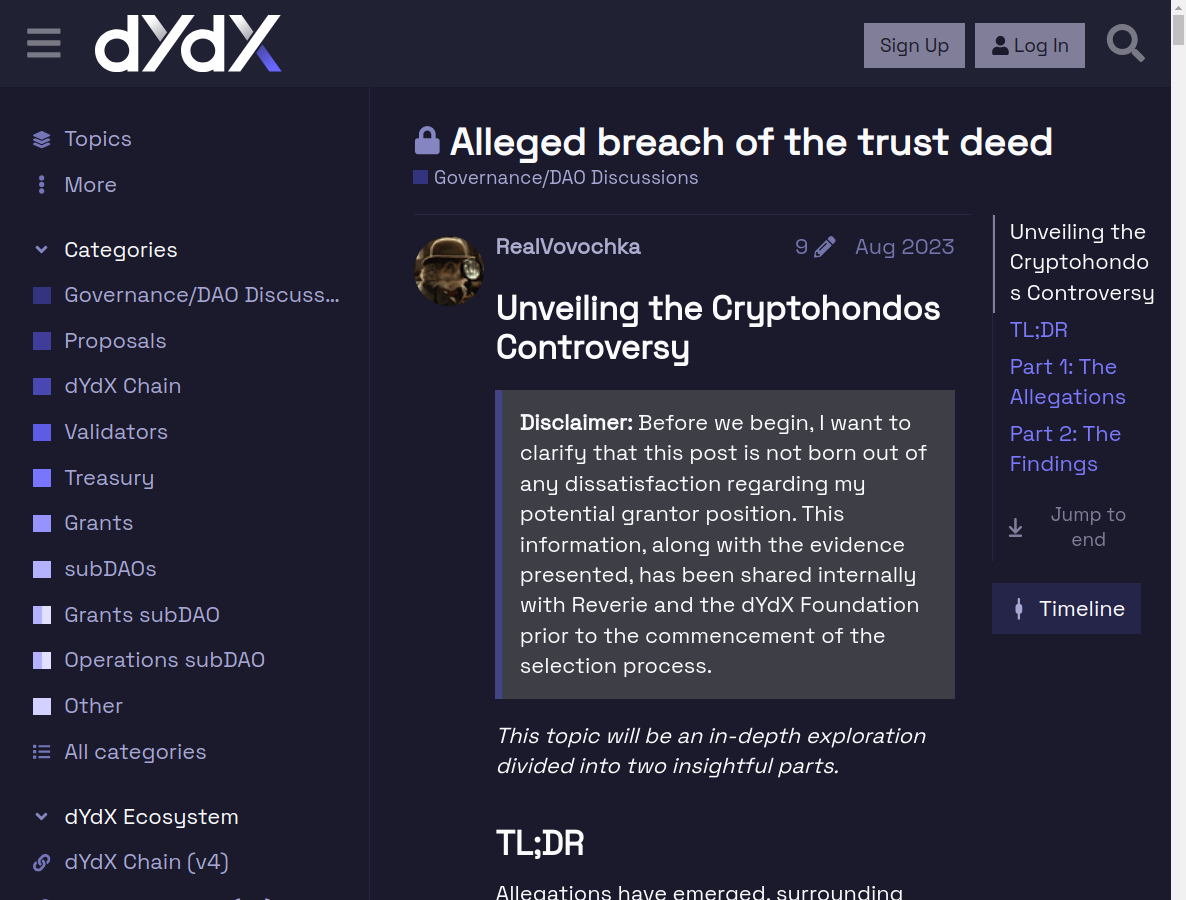 dYdX
Sign Up
Log In
Topics
More
Categories
Governance/DAO Discuss...
Proposals
dYdX Chain
Validators
Treasury
Grants
subDAOs
Grants subDAO
Operations subDAO
Other
All categories
dYdX Ecosystem
dYdX Chain (v4)
Alleged breach of the trust deed
Governance/DAO Discussions
RealVovochka
9
Aug 2023
Unveiling the Cryptohondos
Controversy
Disclaimer: Before we begin, I want to
clarify that this post is not born out of
any dissatisfaction regarding my
potential grantor position. This
information, along with the evidence
presented, has been shared internally
with Reverie and the dYdX Foundation
prior to the commencement of the
selection process.
This topic will be an in-depth exploration
divided into two insightful parts.
TL;DR
Allegations have emerged, surrounding
Unveiling the
Cryptohondo
s Controversy
TL;DR
Part 1: The
Allegations
Part 2: The
Findings
Jump to
end
Timeline